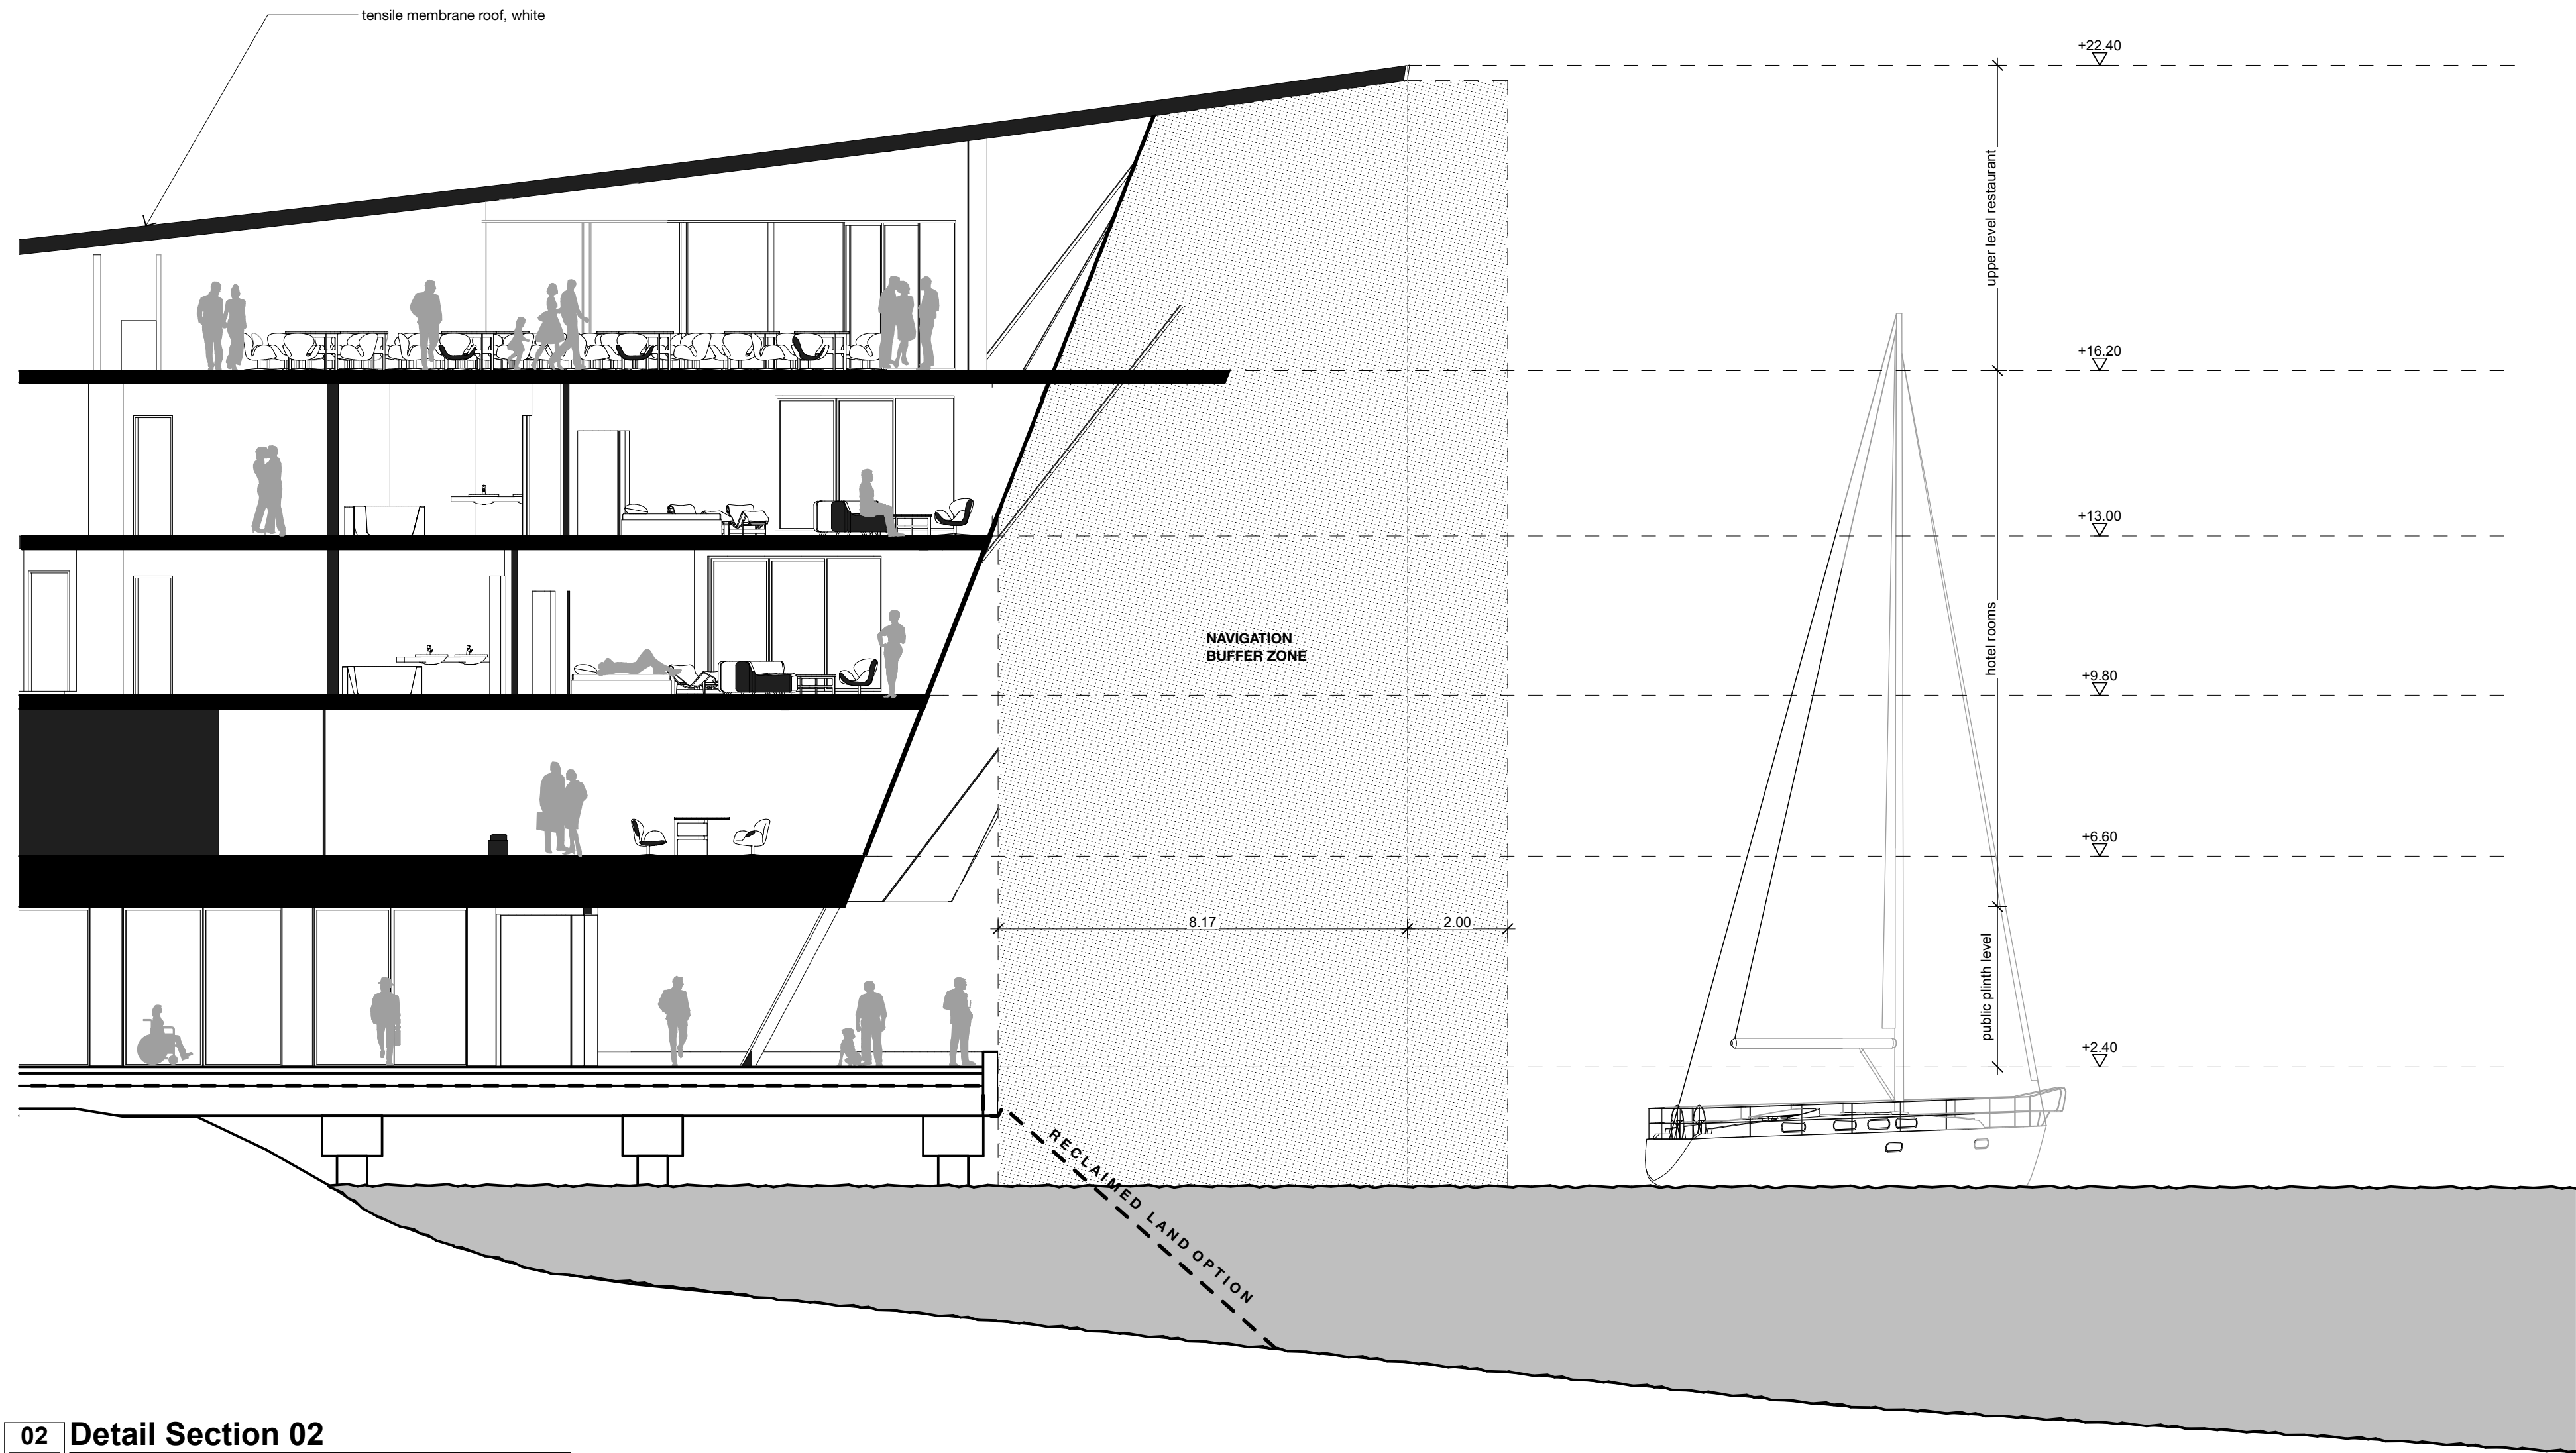 tensile membrane roof, white
+22.40
upper level restaurant
+16.20
+13.00
hotel rooms
NAVIGATION
BUFFER ZONE
+9.80
+6.60
8.17
2.00
public plinth level
+2.40
RECLAIMED LAND OPTION
02 Detail Section 02